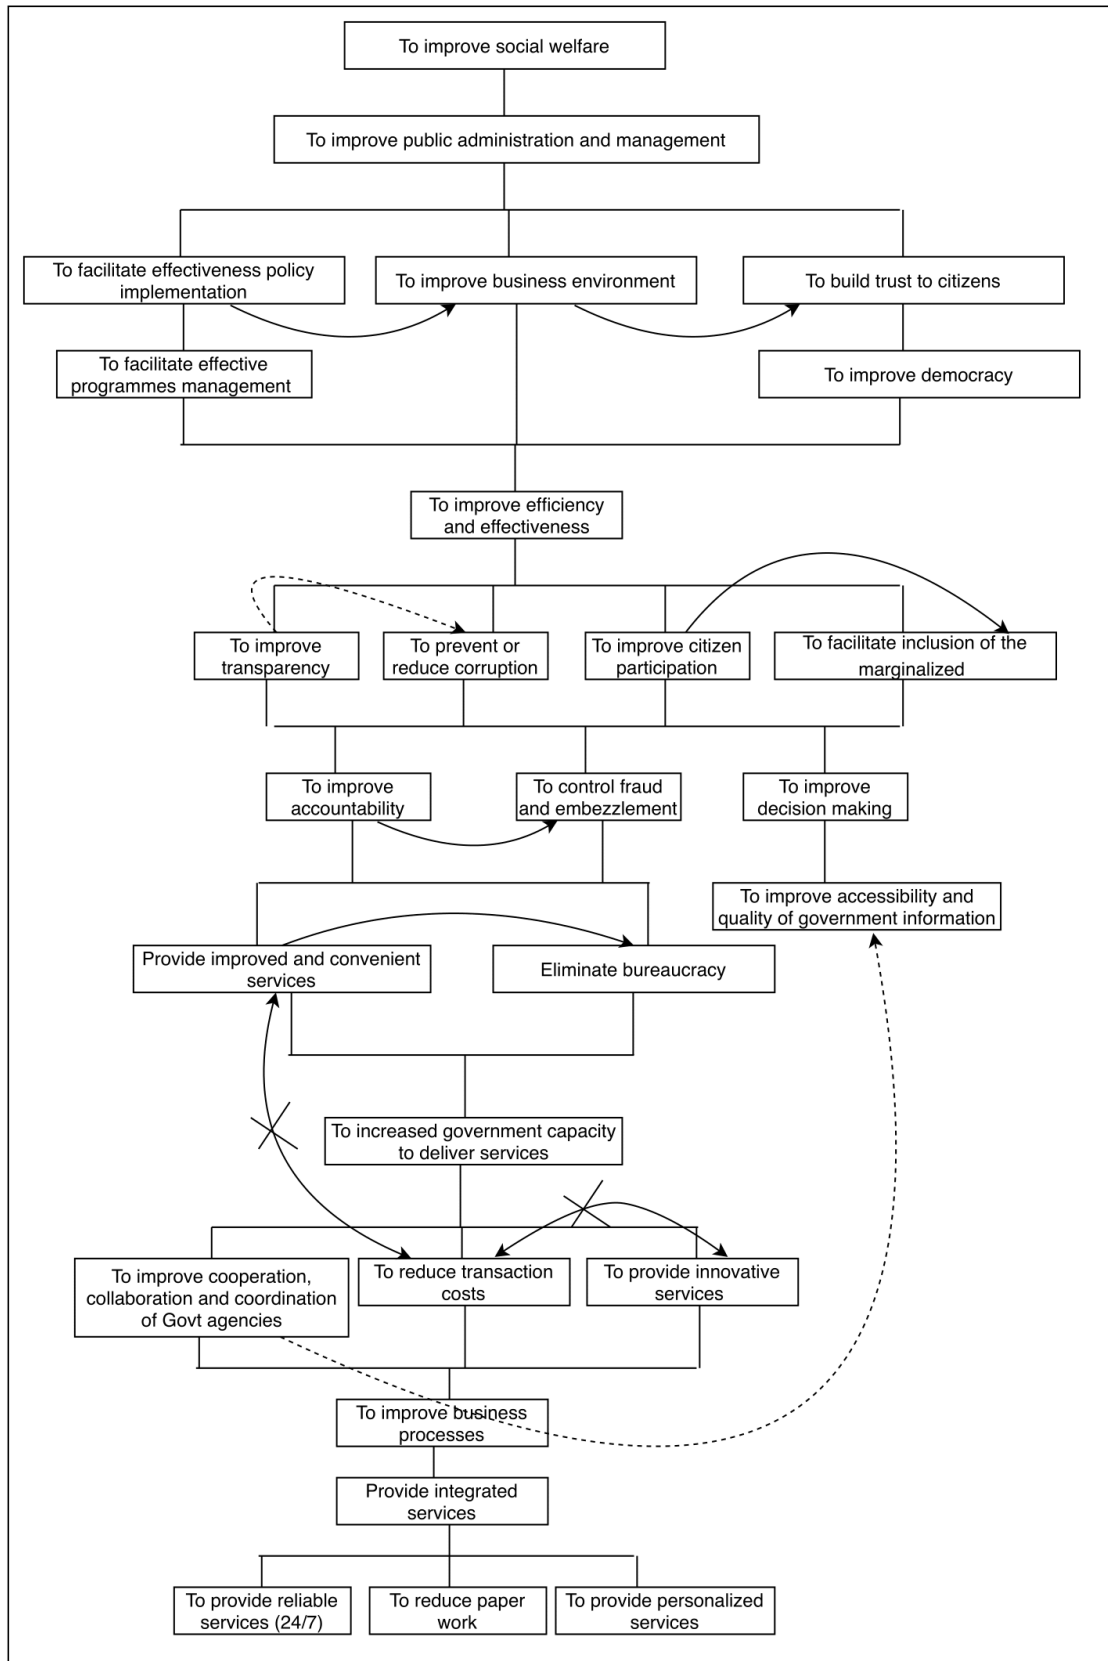 To improve social welfare
To improve public administration and management
To facilitate effectiveness policy
implementation
To improve business environment
To build trust to citizens
To facilitate effective
programmes management
To improve democracy
To improve efficiency
and effectiveness
To improve
transparency
To prevent or
reduce corruption
To improve citizen
participation
To facilitate inclusion of the
marginalized
To improve
accountability
To control fraud
and embezzlement
To improve
decision making
To improve accessibility and
quality of government information
Provide improved and convenient
services
Eliminate bureaucracy
To increased government capacity
to deliver services
To improve cooperation,
collaboration and coordination
of Govt agencies
To reduce transaction
costs
To provide innovative
services
To improve business
processes
Provide integrated
services
To provide reliable
services (24/7)
To reduce paper
work
To provide personalized
services